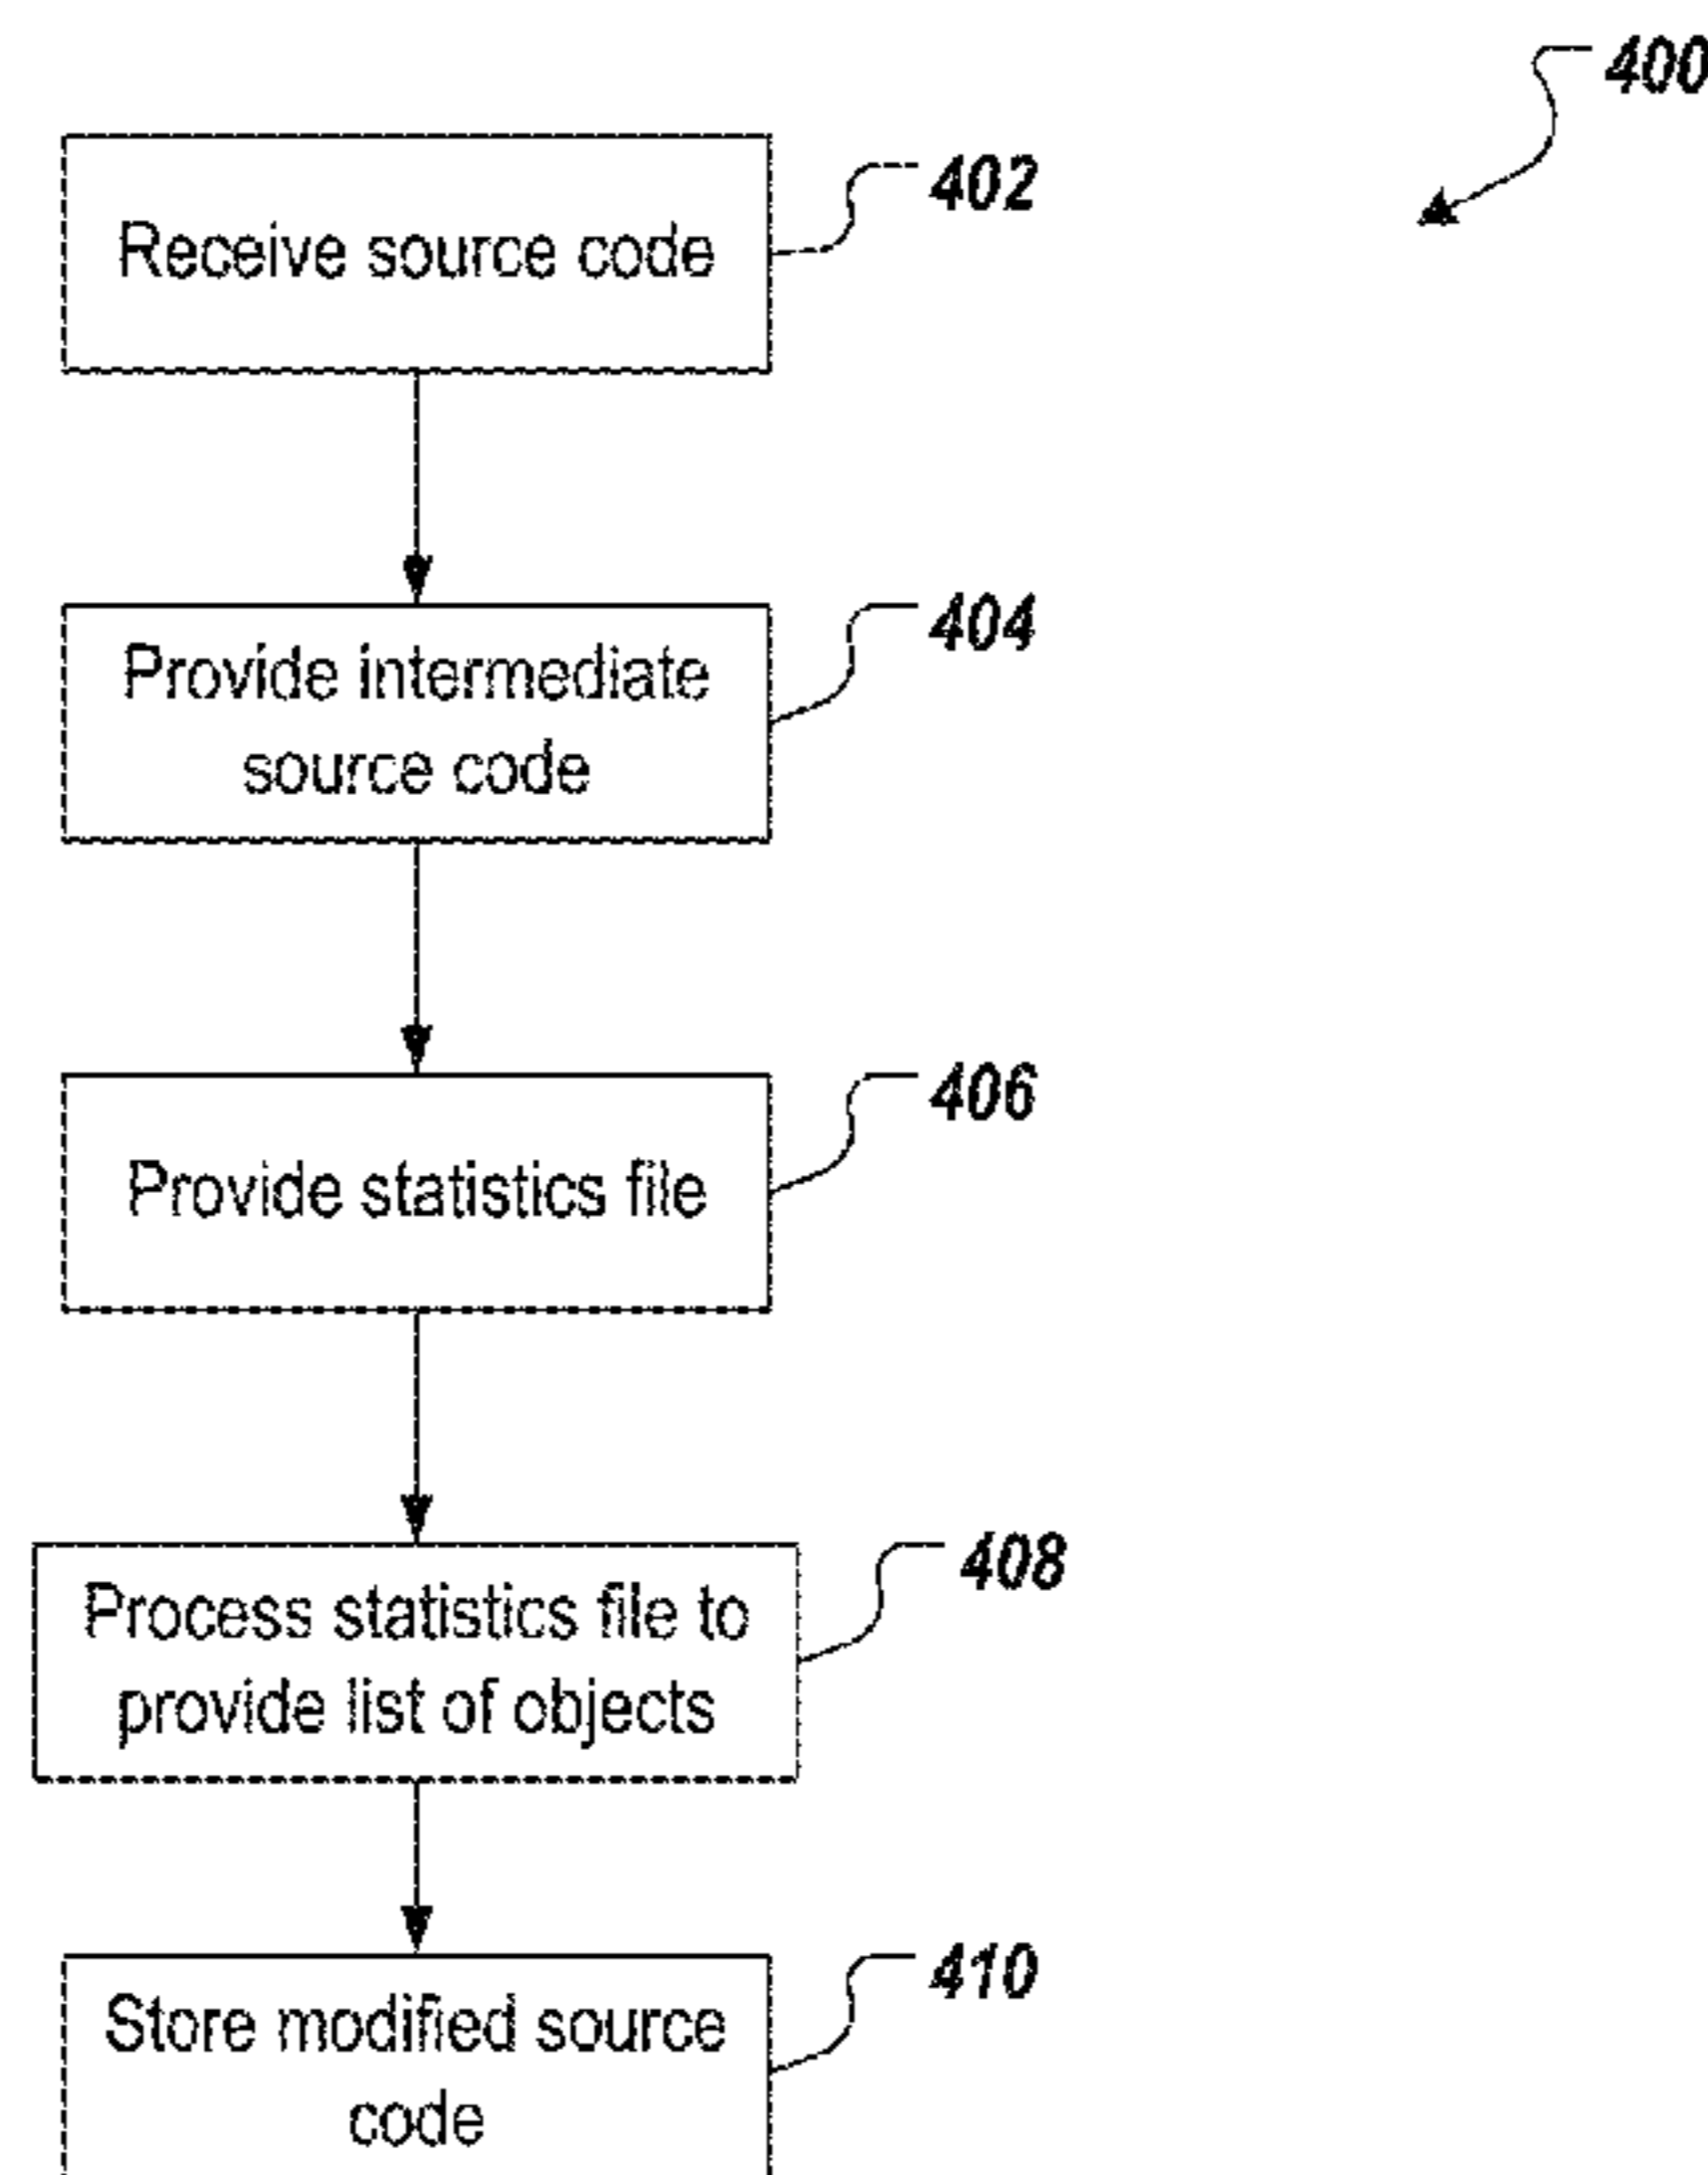 400
Receive source code
402
Provide intermediate
source code
404
Provide statistics file
406
Process statistics file to
provide list of objects
408
Store modified source
code
410